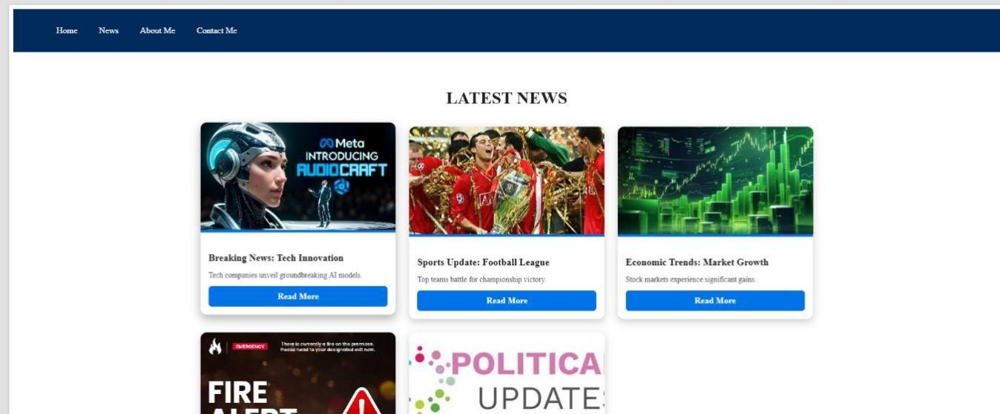 Home News About Me Contact Me
LATEST NEWS
Meta
INTRODUCING
AUDIOCRAFT
Breaking News: Tech Innovation
Tech companies unveil groundbreaking AI models.
Read More
Sports Update: Football League
Top teams battle for championship victory.
Read More
Economic Trends: Market Growth
Stock markets experience significant gains.
Read More
EMERGENCY
There is currently a fire on the premises.
Please head to your designated exit now.
FIRE
ALERT
POLITICA
UPDATE